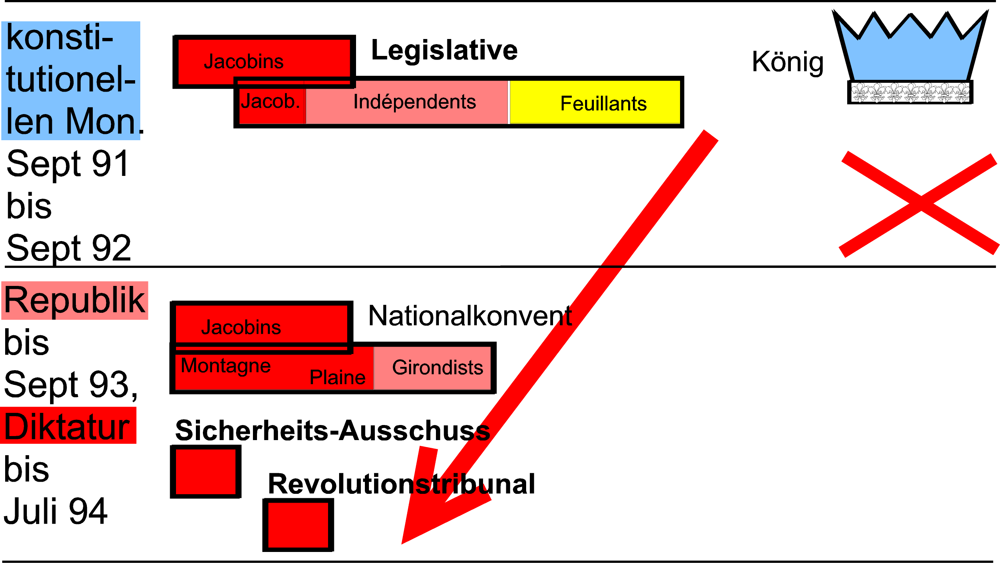 konsti-
tutionel-
len Mon.
Sept 91
bis
Sept 92
Jacobins
Legislative
Jacob.
Indépendents
Feuillants
König
Republik
bis
Sept 93,
Diktatur
bis
Juli 94
Jacobins
Nationalkonvent
Montagne
Plaine
Girondists
Sicherheits-Ausschuss
Revolutionstribunal